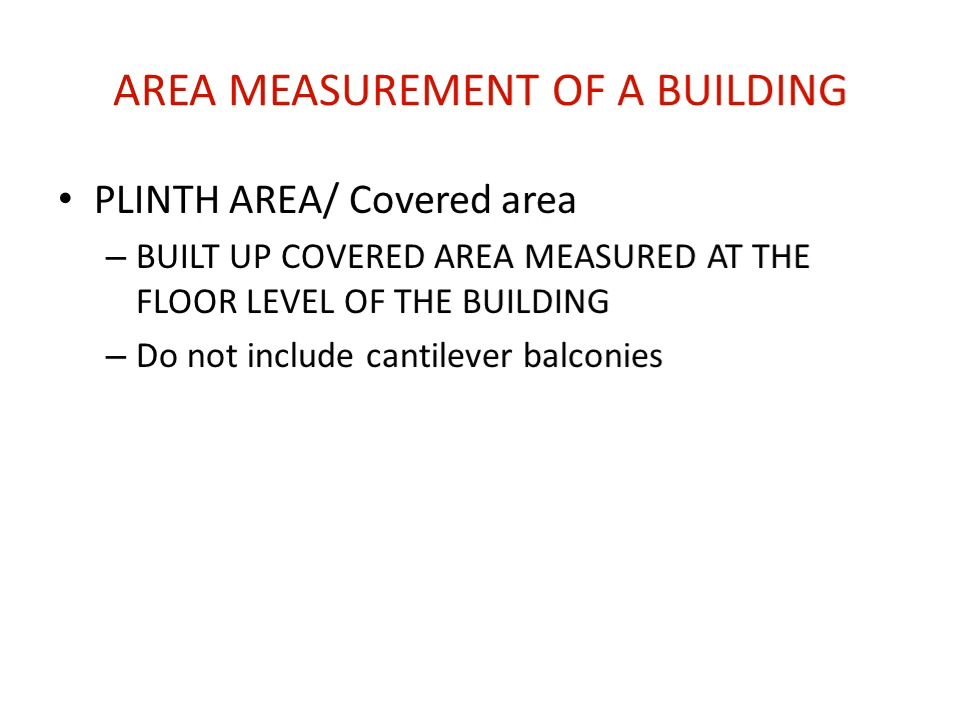 AREA MEASUREMENT OF A BUILDING
• PLINTH AREA/ Covered area
– BUILT UP COVERED AREA MEASURED AT THE
FLOOR LEVEL OF THE BUILDING
– Do not include cantilever balconies